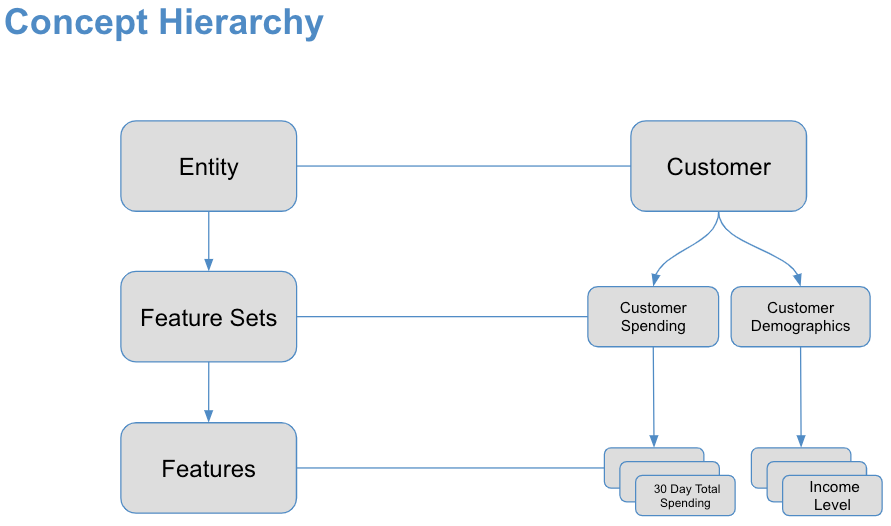 Concept Hierarchy
Entity
Customer
Feature Sets
Customer
Spending
Customer
Demographics
Features
30 Day Total
Spending
Income
Level